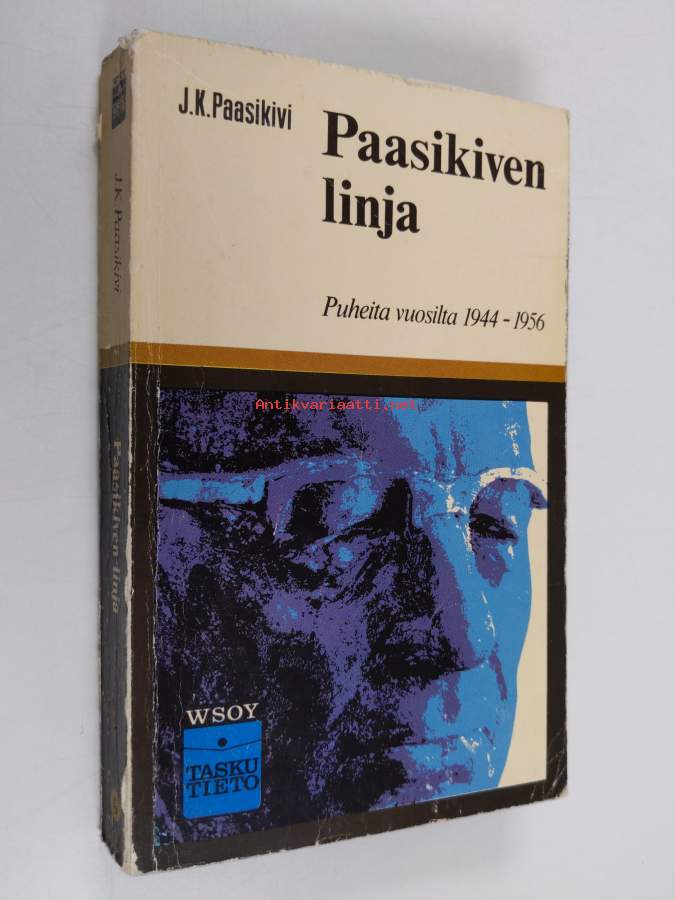 J.K.Paasikivi
Paasikiven
linja
Puheita vuosilta 1944 - 1956
Antikvariaatti.net
WSOY
TASKU
TIETO
J.K. Paasikivi
Paasikiven linja